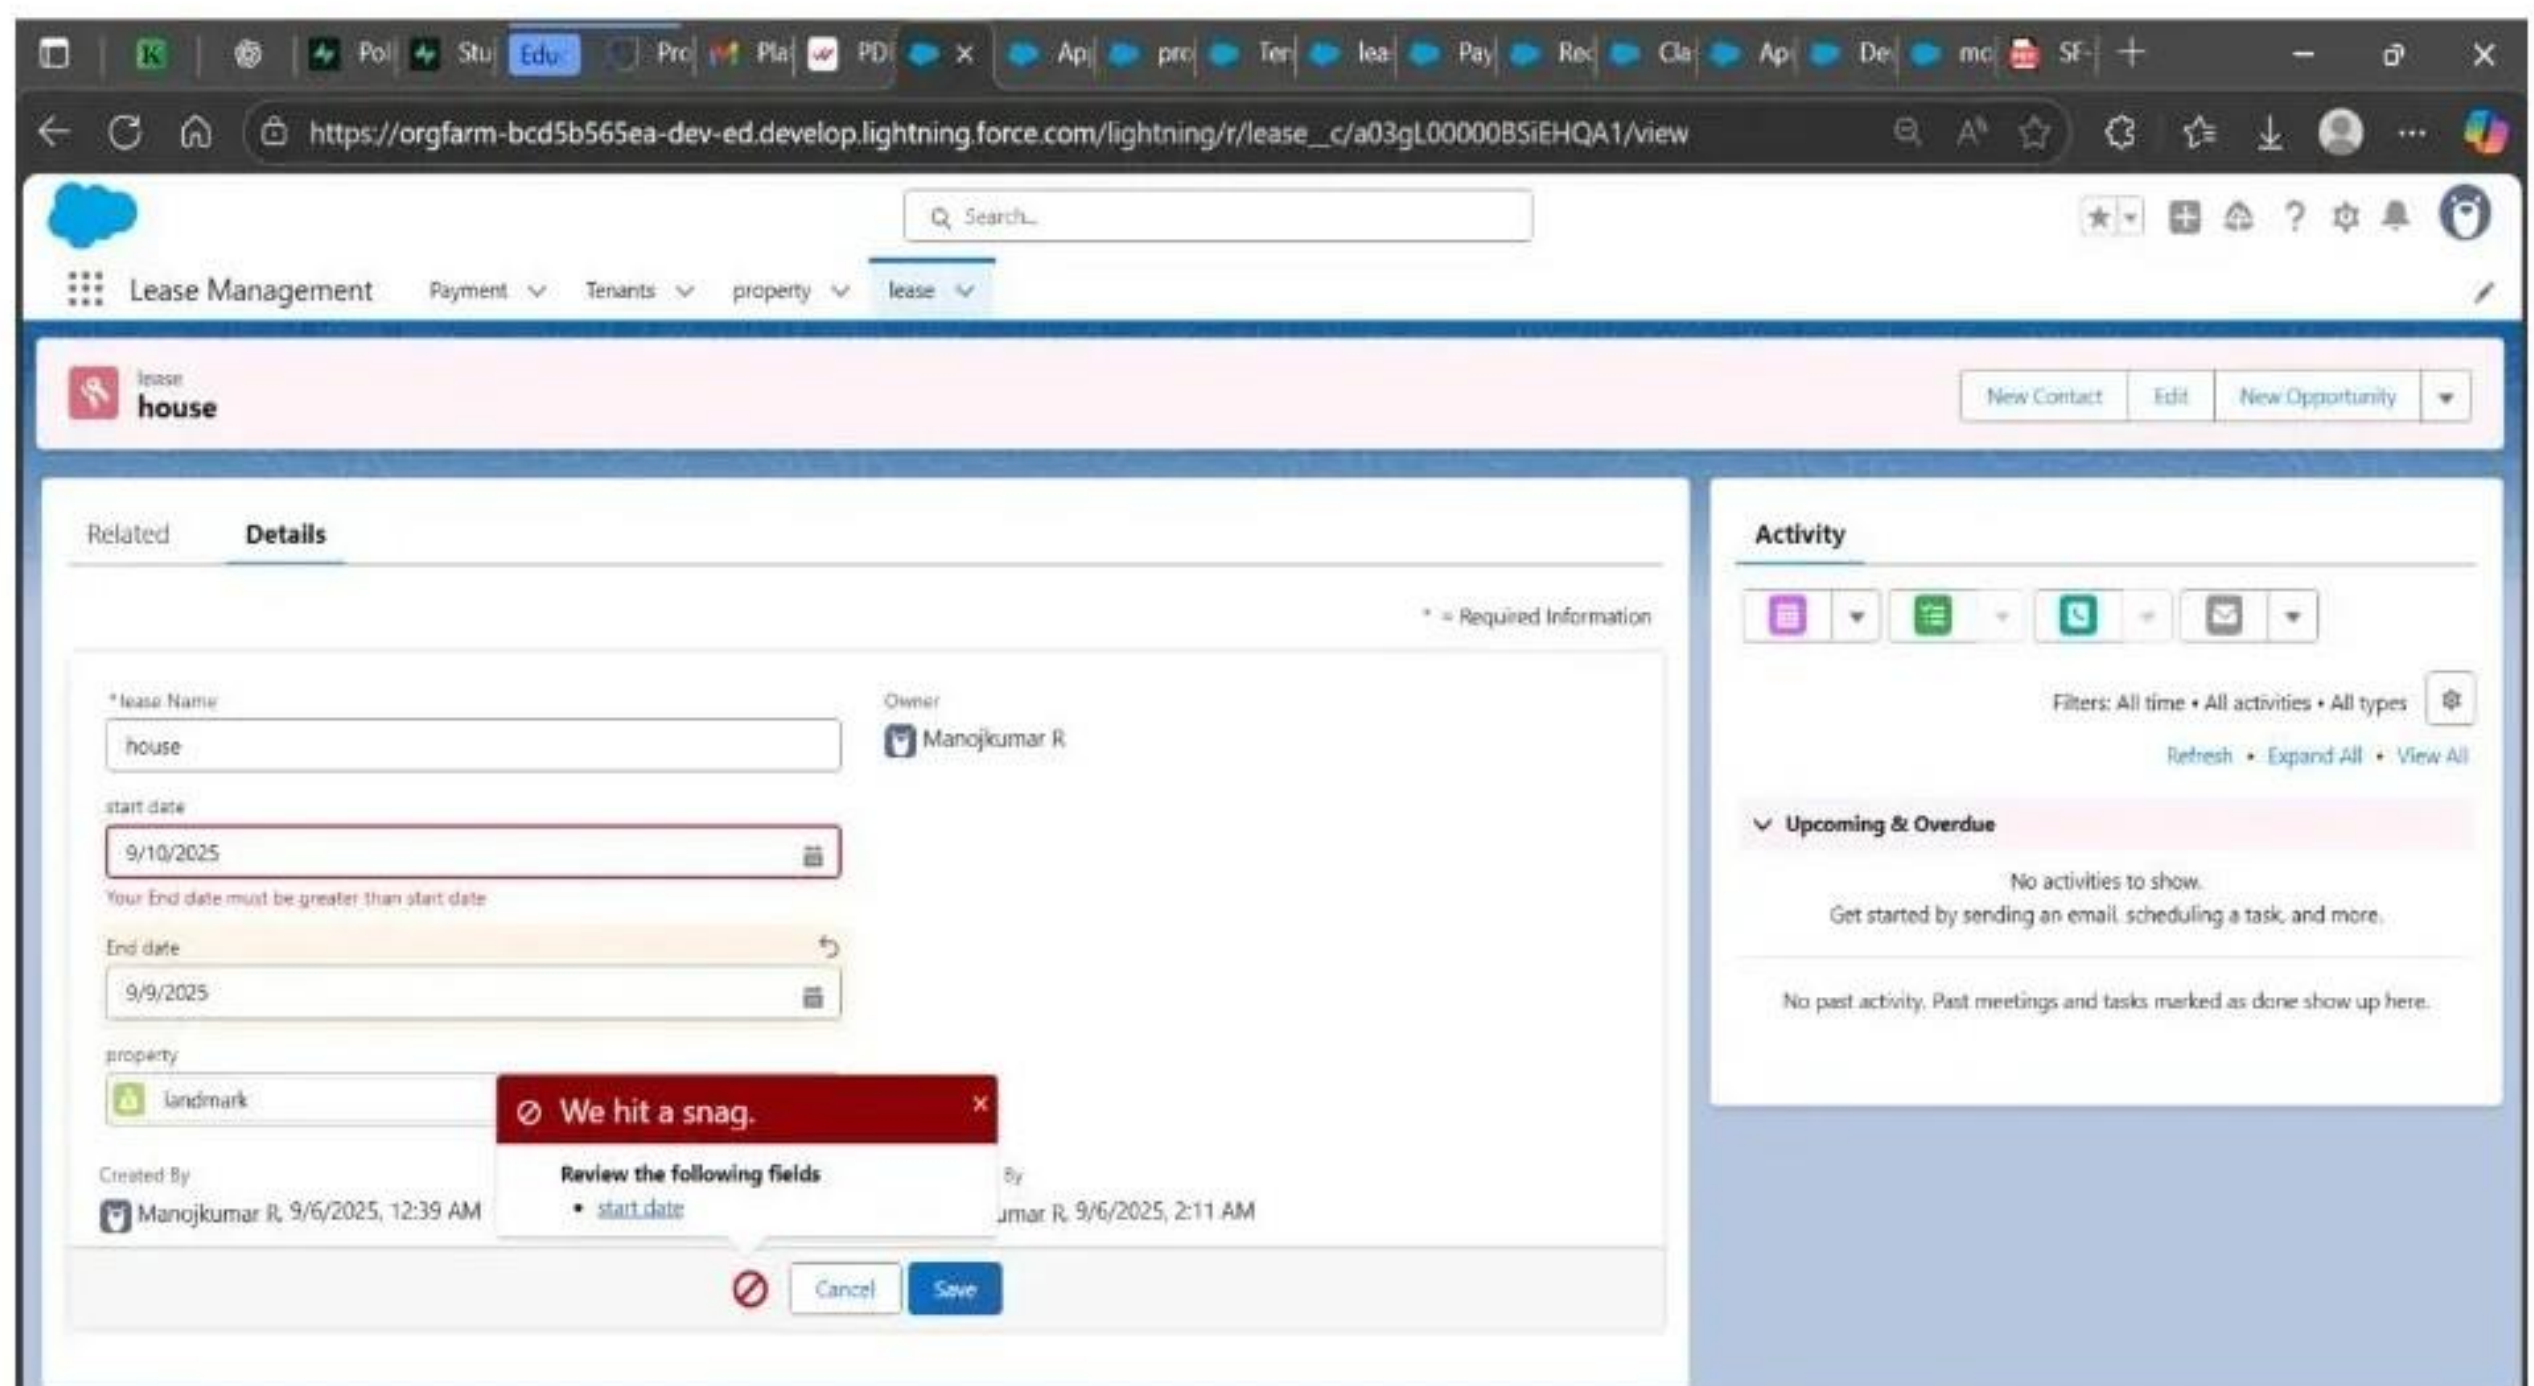 Pol Stu Edu Pro Pla PD Ap pro Ten lea Pay Rec Cla Ap De mc SF-
https://orgfarm-bcd5b565ea-dev-ed.develop.lightning.force.com/lightning/r/lease__c/a03gL00000BSiEHQA1/view
Search...
Lease Management Payment Tenants property lease
lease
house
New Contact Edit New Opportunity
Related Details
* = Required Information
*lease Name
house
Owner
Manojkumar R
start date
9/10/2025
Your End date must be greater than start date
End date
9/9/2025
property
landmark
We hit a snag.
Review the following fields
• start date
Created By
Manojkumar R, 9/6/2025, 12:39 AM
By
umar R, 9/6/2025, 2:11 AM
Cancel Save
Activity
Filters: All time • All activities • All types
Refresh • Expand All • View All
Upcoming & Overdue
No activities to show.
Get started by sending an email, scheduling a task, and more.
No past activity. Past meetings and tasks marked as done show up here.